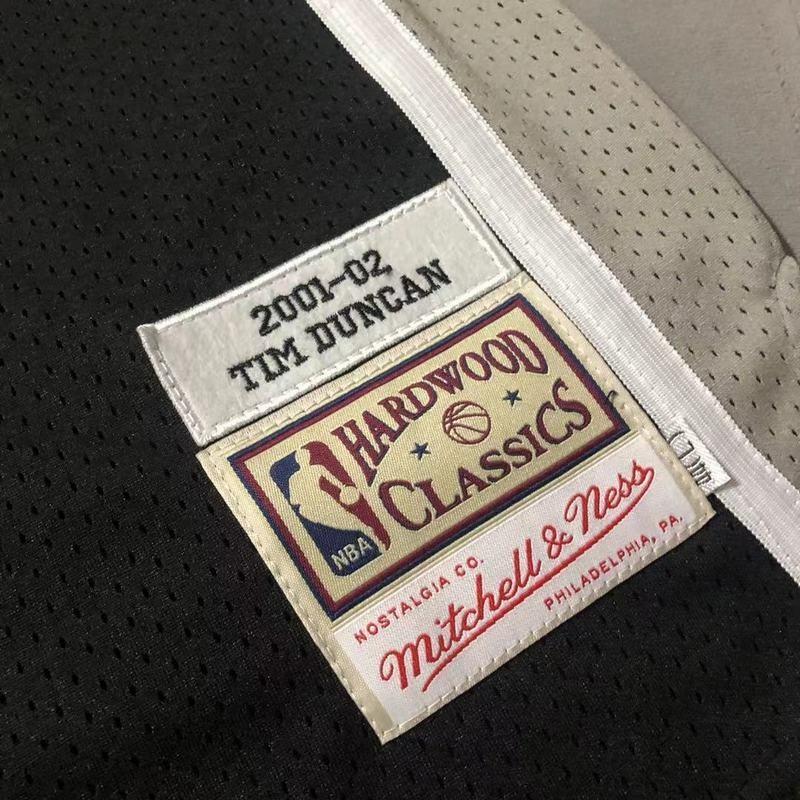 2001-02
TIM DUNCAN
HARDWOOD
CLASSICS
NBA
NOSTALGIA CO.
Mitchell & Ness
PHILADELPHIA, PA.